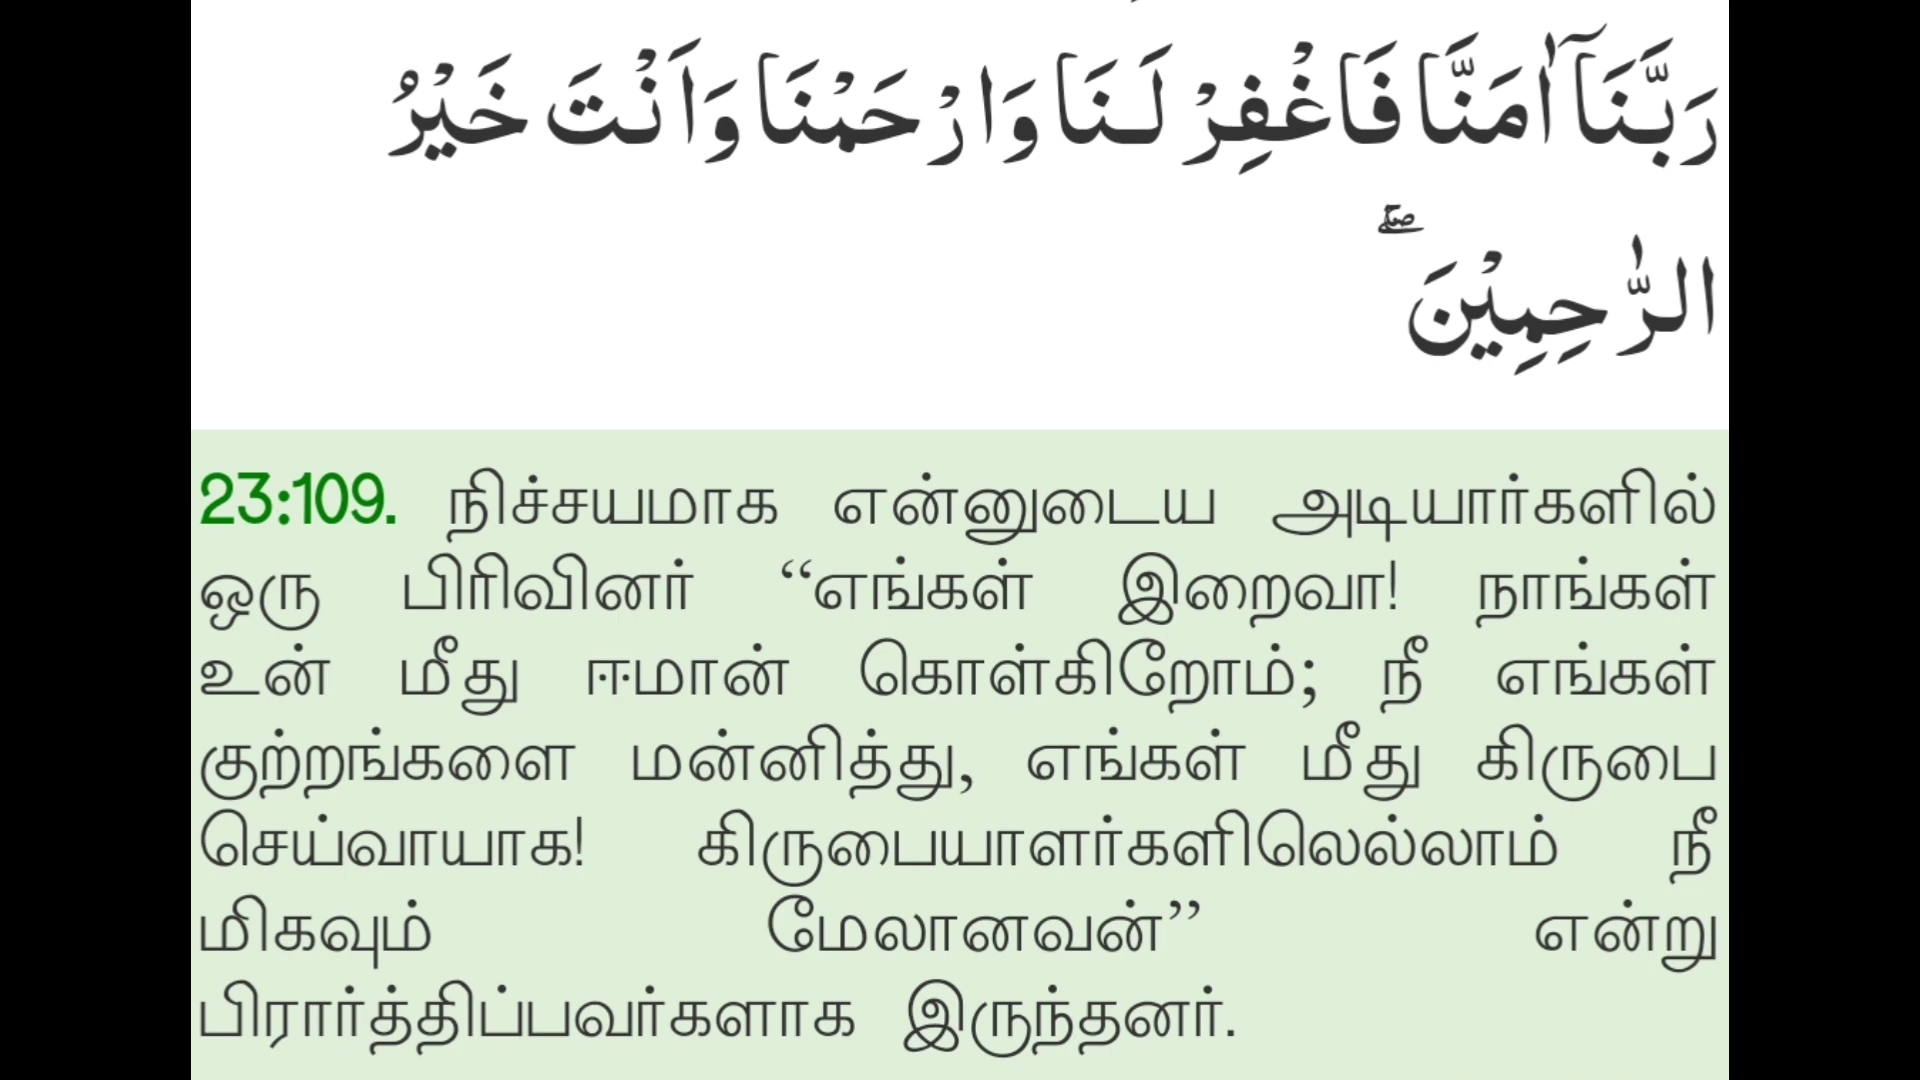 رَبَّنَاۤ اٰمَنَّا فَاغْفِرْ لَـنَا وَارْحَمْنَا وَاَنْتَ خَيْرُ
الرّٰحِمِيْنَ ‌ۖۚ‏
23:109. நிச்சயமாக என்னுடைய அடியார்களில்
ஒரு பிரிவினர் “எங்கள் இறைவா! நாங்கள்
உன் மீது ஈமான் கொள்கிறோம்; நீ எங்கள்
குற்றங்களை மன்னித்து, எங்கள் மீது கிருபை
செய்வாயாக! கிருபையாளர்களிலெல்லாம் நீ
மிகவும் மேலானவன்” என்று
பிரார்த்திப்பவர்களாக இருந்தனர்.